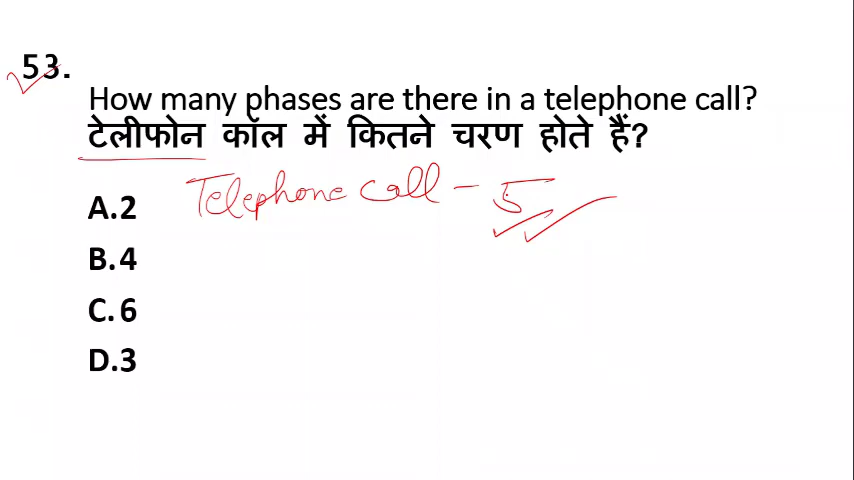 53.
How many phases are there in a telephone call?
टेलीफोन कॉल में कितने चरण होते हैं?
Telephone call - 5
A.2
B.4
C.6
D.3